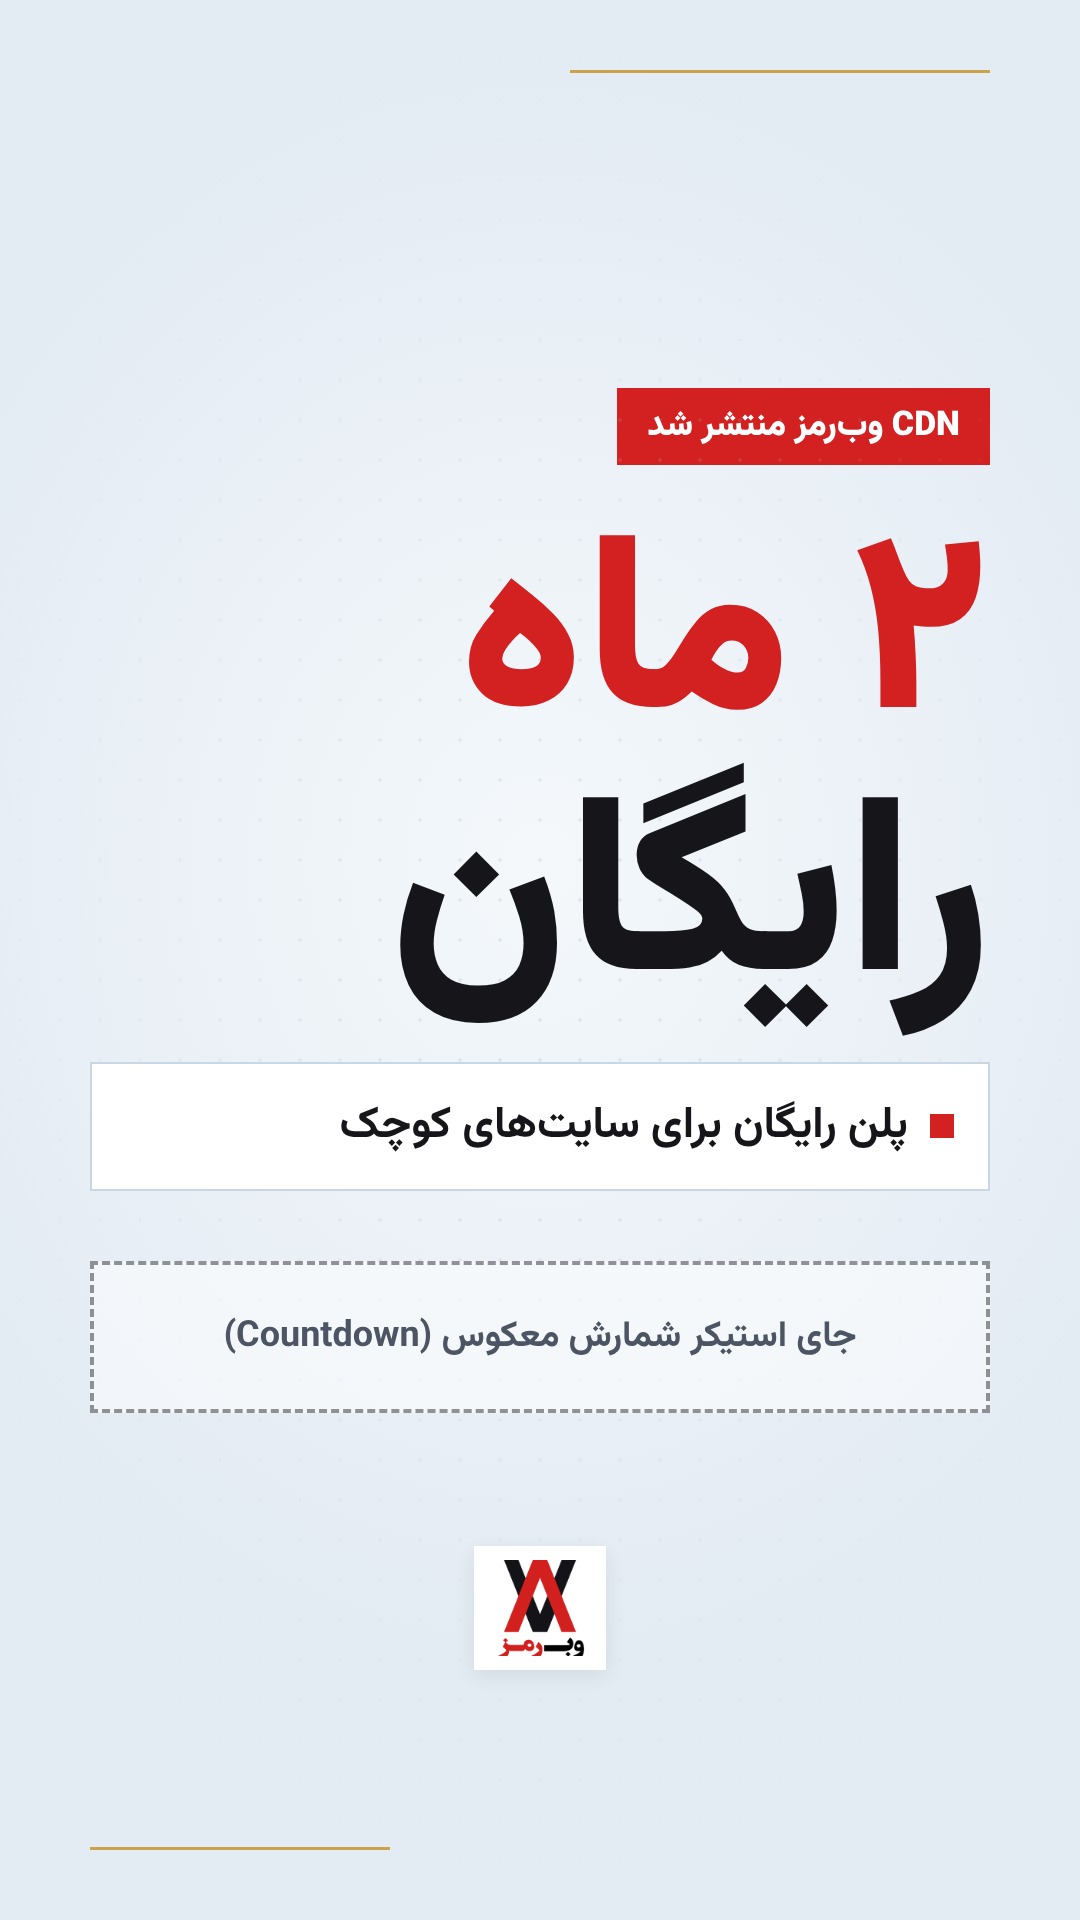 CDN وب‌رمز منتشر شد
۲ ماه
رایگان
پلن رایگان برای سایت‌های کوچک
جای استیکر شمارش معکوس (Countdown)
وب‌رمز